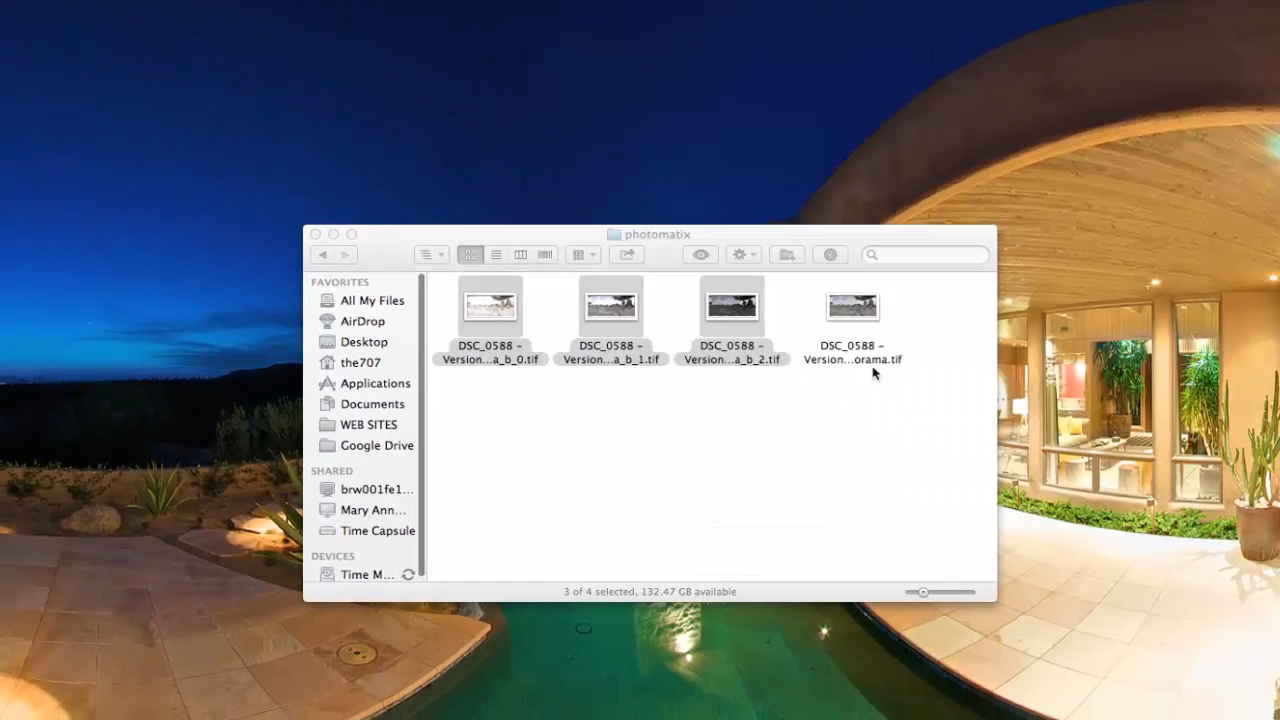 photomatix
FAVORITES
All My Files
AirDrop
Desktop
the707
Applications
Documents
WEB SITES
Google Drive
SHARED
brw001fe1...
Mary Ann...
Time Capsule
DEVICES
Time M...
DSC_0588 –
Version...a_b_0.tif
DSC_0588 –
Version...a_b_1.tif
DSC_0588 –
Version...a_b_2.tif
DSC_0588 –
Version...orama.tif
3 of 4 selected, 132.47 GB available